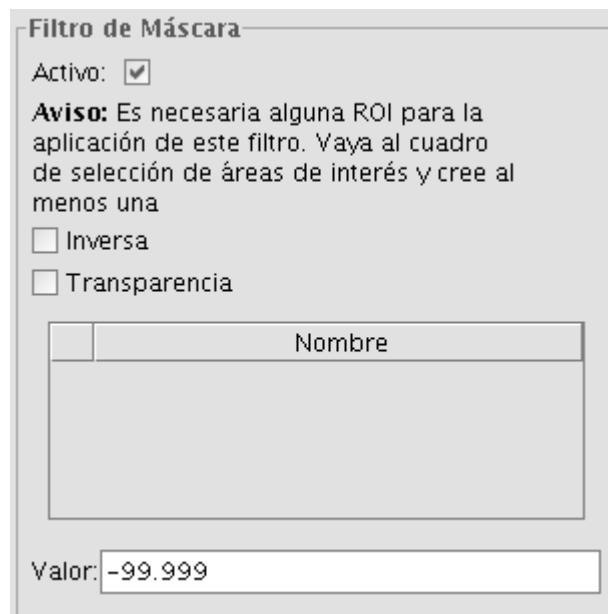 Filtro de Máscara
Activo:
Aviso: Es necesaria alguna ROI para la
aplicación de este filtro. Vaya al cuadro
de selección de áreas de interés y cree al
menos una
Inversa
Transparencia
Nombre
Valor: -99.999